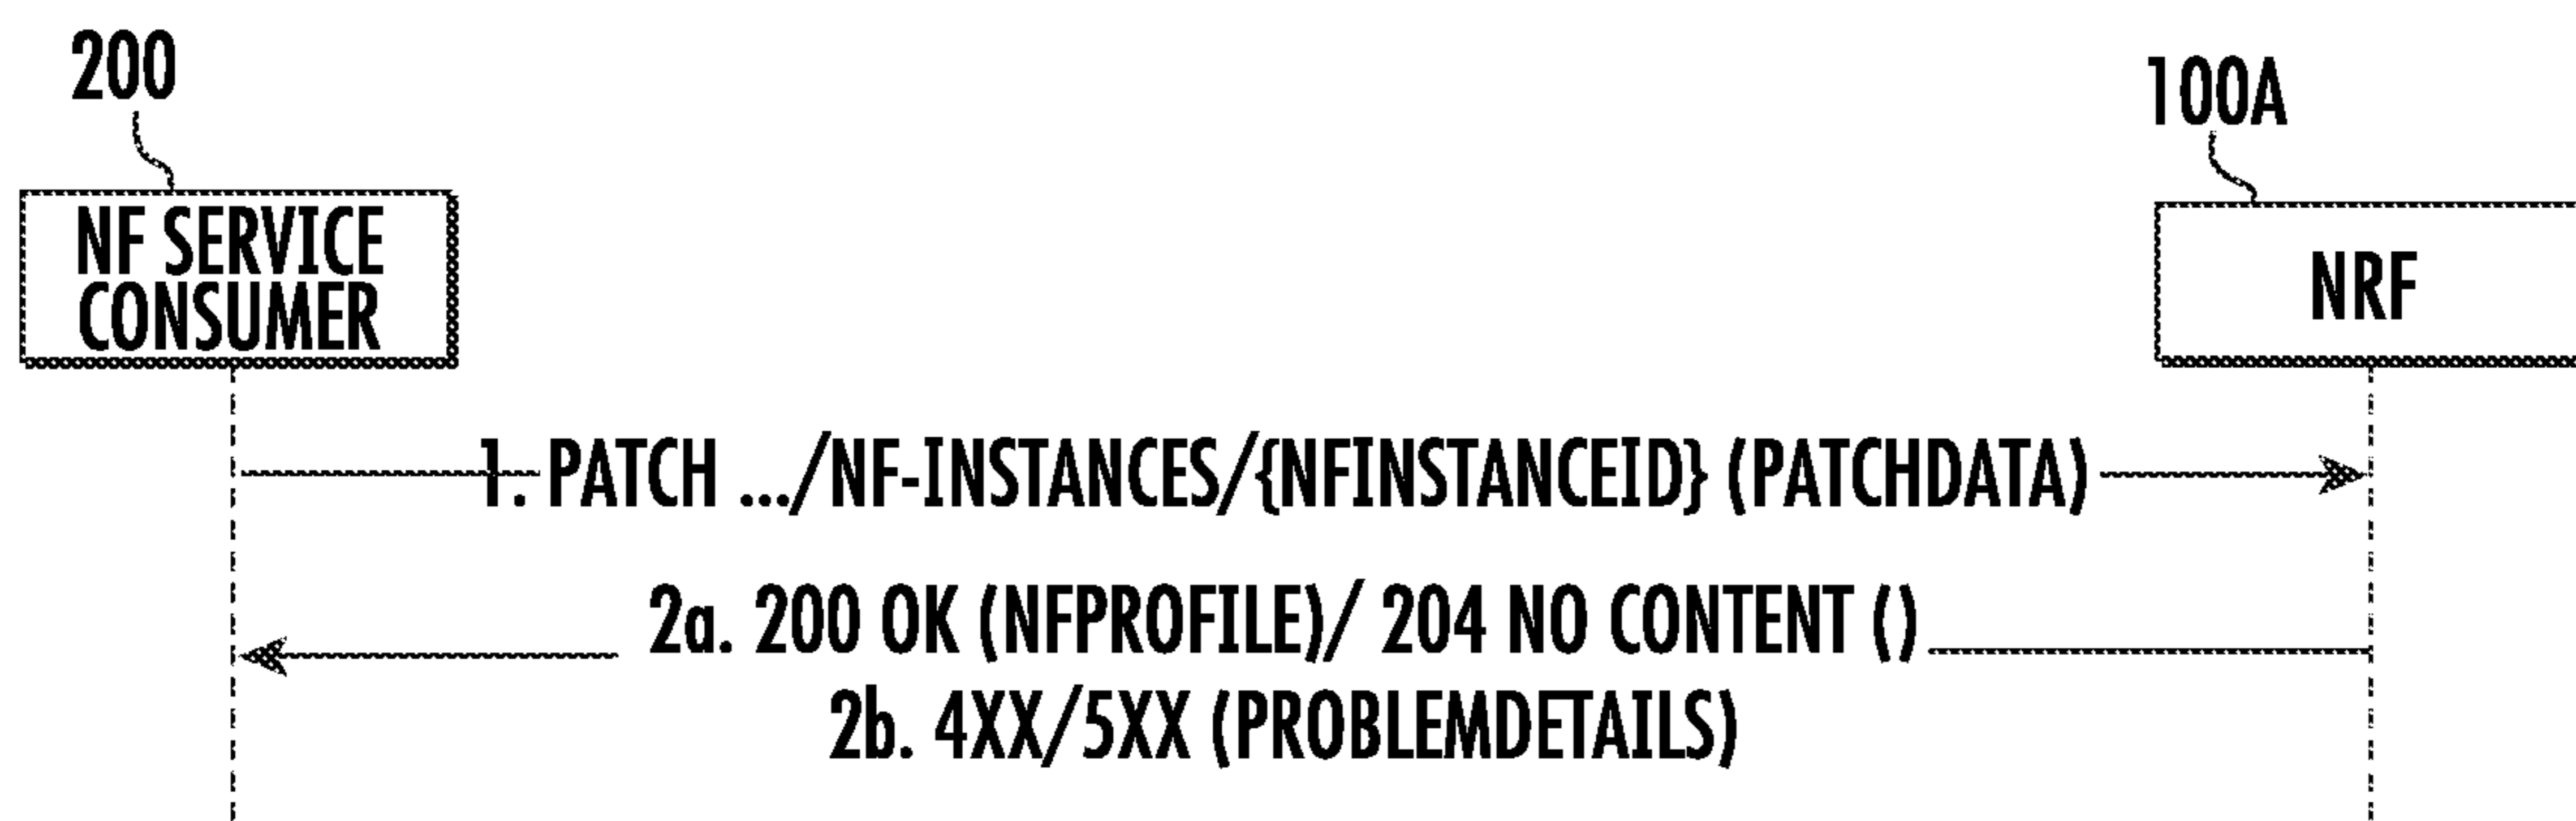 200
100A
NF SERVICE
CONSUMER
NRF
1. PATCH .../NF-INSTANCES/{NFINSTANCEID} (PATCHDATA)
2a. 200 OK (NFPROFILE)/ 204 NO CONTENT ()
2b. 4XX/5XX (PROBLEMDETAILS)